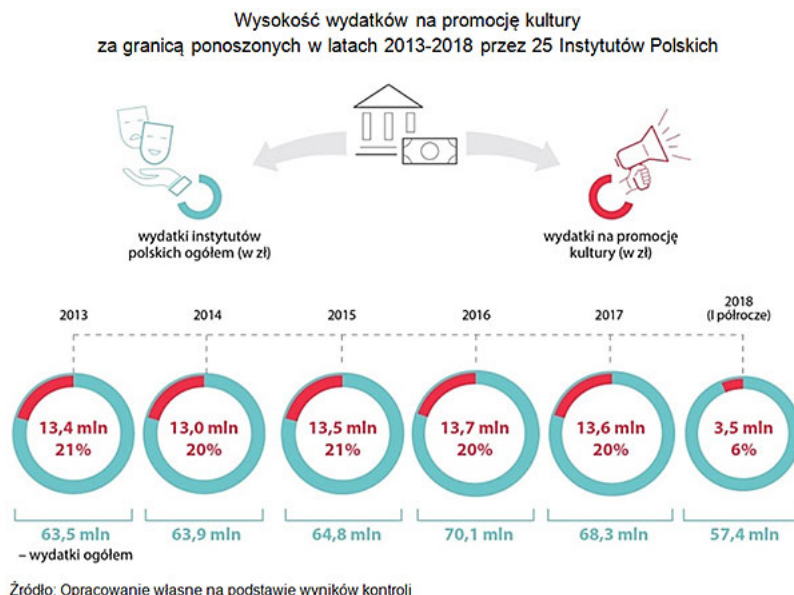 Wysokość wydatków na promocję kultury
za granicą ponoszonych w latach 2013-2018 przez 25 Instytutów Polskich
wydatki instytutów
polskich ogółem (w zł)
wydatki na promocję
kultury (w zł)
2013
2014
2015
2016
2017
2018
(I półrocze)
13,4 mln
21%
13,0 mln
20%
13,5 mln
21%
13,7 mln
20%
13,6 mln
20%
3,5 mln
6%
63,5 mln
63,9 mln
64,8 mln
70,1 mln
68,3 mln
57,4 mln
– wydatki ogółem
Źródło: Opracowanie własne na podstawie wyników kontroli